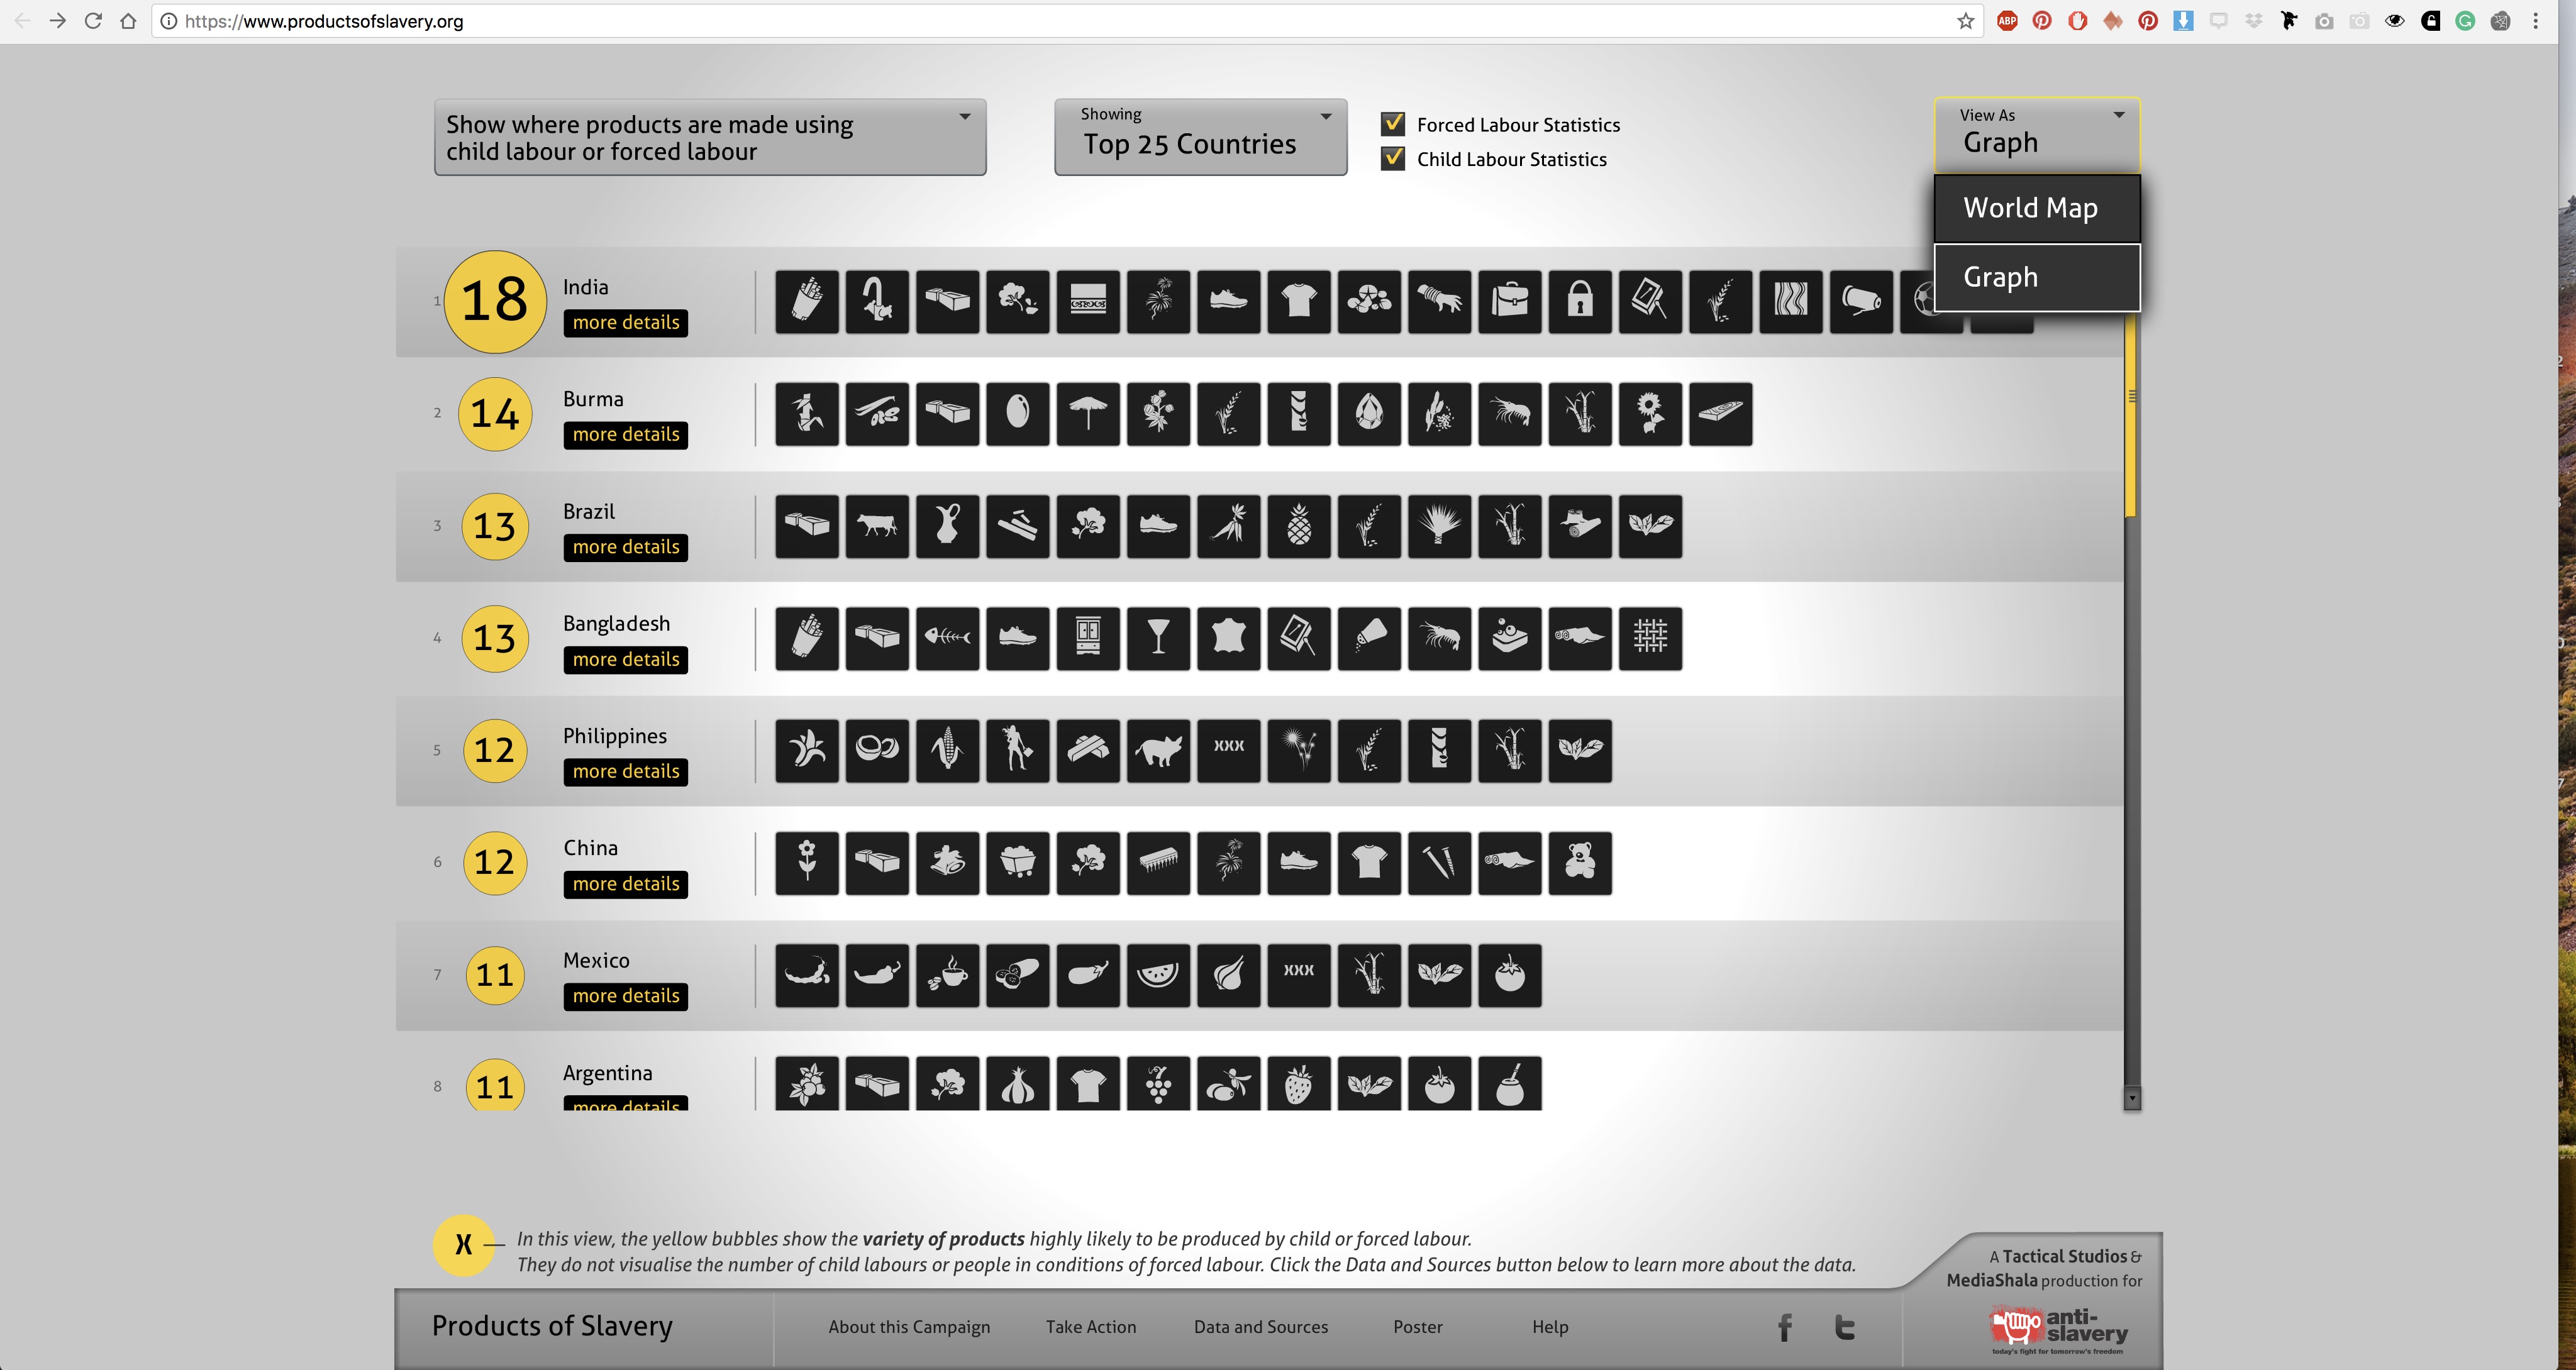 https://www.productsofslavery.org
ABP
Show where products are made using
child labour or forced labour
Showing
Top 25 Countries
Forced Labour Statistics
Child Labour Statistics
View As
Graph
World Map
Graph
1 18 India
more details
2 14 Burma
more details
3 13 Brazil
more details
4 13 Bangladesh
more details
5 12 Philippines
more details
XXX
6 12 China
more details
7 11 Mexico
more details
XXX
8 11 Argentina
more details
X In this view, the yellow bubbles show the variety of products highly likely to be produced by child or forced labour.
They do not visualise the number of child labours or people in conditions of forced labour. Click the Data and Sources button below to learn more about the data.
A Tactical Studios &
MediaShala production for
Products of Slavery
About this Campaign
Take Action
Data and Sources
Poster
Help
f t
anti-
slavery
today's fight for tomorrow's freedom